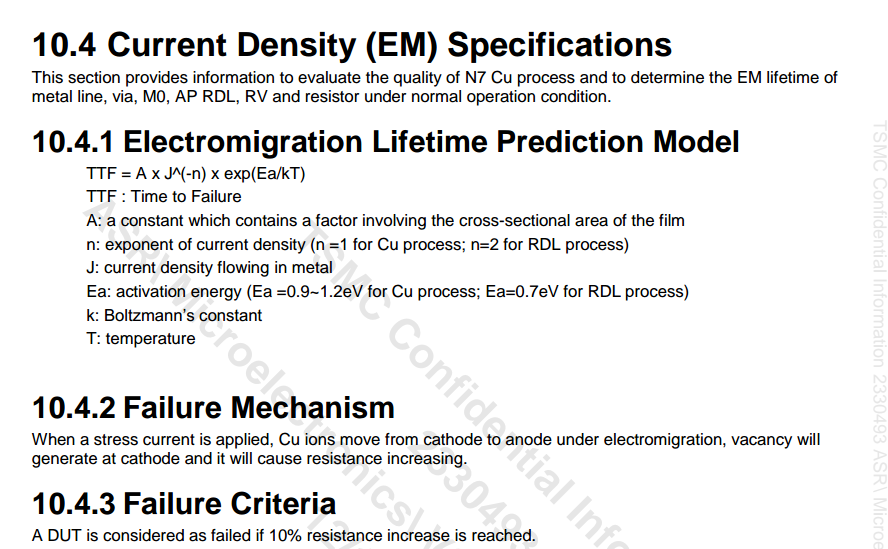 10.4 Current Density (EM) Specifications
This section provides information to evaluate the quality of N7 Cu process and to determine the EM lifetime of
metal line, via, M0, AP RDL, RV and resistor under normal operation condition.
10.4.1 Electromigration Lifetime Prediction Model
TTF = A x J^(-n) x exp(Ea/kT)
TTF : Time to Failure
A: a constant which contains a factor involving the cross-sectional area of the film
n: exponent of current density (n =1 for Cu process; n=2 for RDL process)
J: current density flowing in metal
Ea: activation energy (Ea =0.9~1.2eV for Cu process; Ea=0.7eV for RDL process)
k: Boltzmann's constant
T: temperature
10.4.2 Failure Mechanism
When a stress current is applied, Cu ions move from cathode to anode under electromigration, vacancy will
generate at cathode and it will cause resistance increasing.
10.4.3 Failure Criteria
A DUT is considered as failed if 10% resistance increase is reached.
TSMC Confidential Information 2330493 ASR\ Micro
TSMC Confidential Info
ASR\ Microelectronics\
2330493